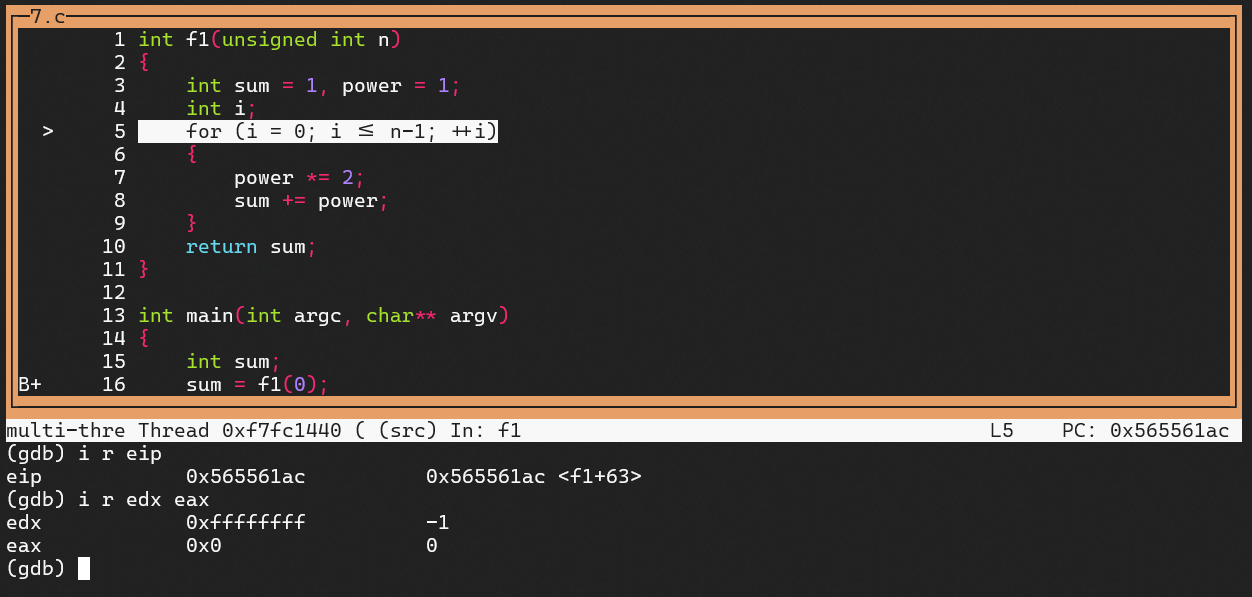 7.c
1 int f1(unsigned int n)
2 {
3     int sum = 1, power = 1;
4     int i;
> 5     for (i = 0; i ≤ n-1; ++i)
6     {
7         power *= 2;
8         sum += power;
9     }
10     return sum;
11 }
12
13 int main(int argc, char** argv)
14 {
15     int sum;
B+ 16     sum = f1(0);
multi-thre Thread 0xf7fc1440 ( (src) In: f1 L5 PC: 0x565561ac
(gdb) i r eip
eip 0x565561ac 0x565561ac <f1+63>
(gdb) i r edx eax
edx 0xffffffff -1
eax 0x0 0
(gdb)